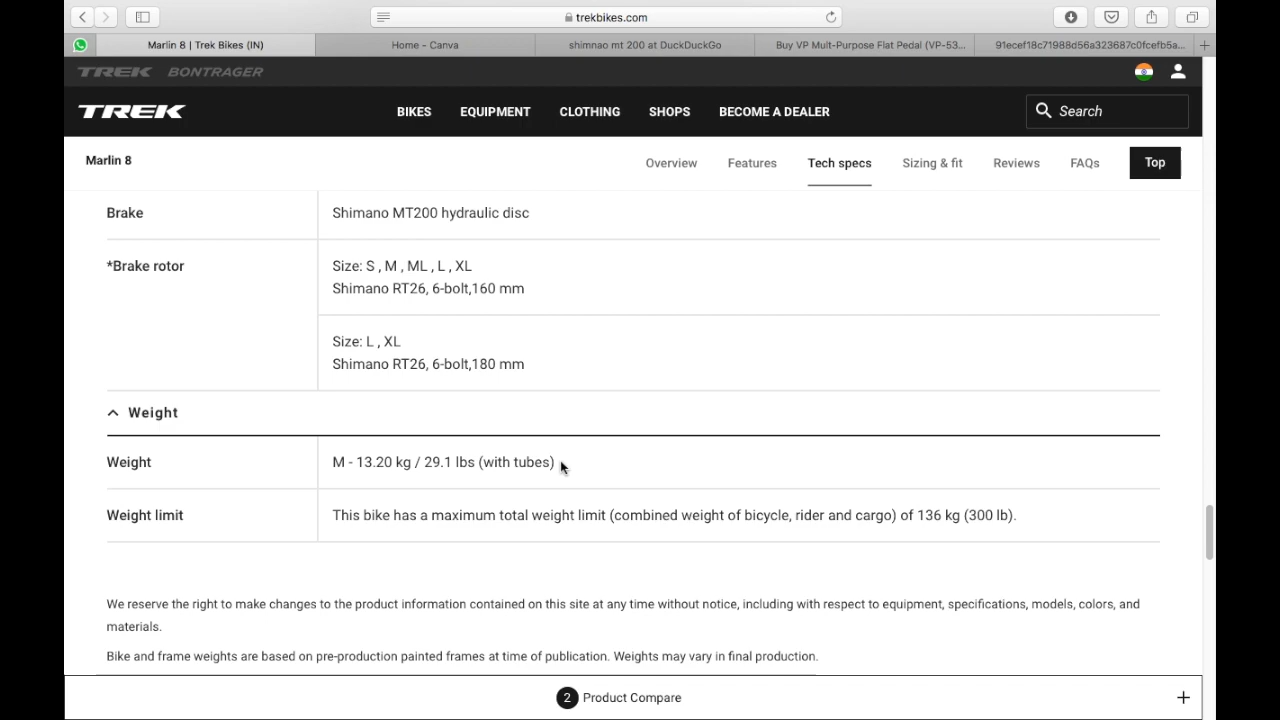 trekbikes.com
Marlin 8 | Trek Bikes (IN)
Home - Canva
shimnao mt 200 at DuckDuckGo
Buy VP Mult-Purpose Flat Pedal (VP-53...
91ecef18c71988d56a323687c0fcefb5a...
TREK BONTRAGER
TREK
BIKES EQUIPMENT CLOTHING SHOPS BECOME A DEALER
Search
Marlin 8
Overview Features Tech specs Sizing & fit Reviews FAQs Top
Brake
Shimano MT200 hydraulic disc
*Brake rotor
Size: S , M , ML , L , XL
Shimano RT26, 6-bolt,160 mm
Size: L , XL
Shimano RT26, 6-bolt,180 mm
Weight
Weight
M - 13.20 kg / 29.1 lbs (with tubes)
Weight limit
This bike has a maximum total weight limit (combined weight of bicycle, rider and cargo) of 136 kg (300 lb).
We reserve the right to make changes to the product information contained on this site at any time without notice, including with respect to equipment, specifications, models, colors, and
materials.
Bike and frame weights are based on pre-production painted frames at time of publication. Weights may vary in final production.
2 Product Compare